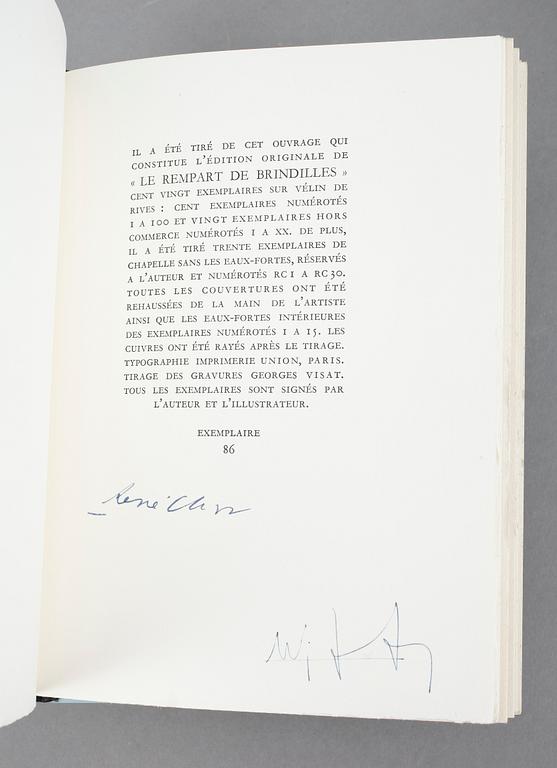 IL A ÉTÉ TIRÉ DE CET OUVRAGE QUI
CONSTITUE L'ÉDITION ORIGINALE DE
« LE REMPART DE BRINDILLES »
CENT VINGT EXEMPLAIRES SUR VÉLIN DE
RIVES : CENT EXEMPLAIRES NUMÉROTÉS
1 A 100 ET VINGT EXEMPLAIRES HORS
COMMERCE NUMÉROTÉS I A XX. DE PLUS,
IL A ÉTÉ TIRÉ TRENTE EXEMPLAIRES DE
CHAPELLE SANS LES EAUX-FORTES, RÉSERVÉS
A L'AUTEUR ET NUMÉROTÉS RC 1 A RC 30.
TOUTES LES COUVERTURES ONT ÉTÉ
REHAUSSÉES DE LA MAIN DE L'ARTISTE
AINSI QUE LES EAUX-FORTES INTÉRIEURES
DES EXEMPLAIRES NUMÉROTÉS 1 A 15. LES
CUIVRES ONT ÉTÉ RAYÉS APRÈS LE TIRAGE.
TYPOGRAPHIE IMPRIMERIE UNION, PARIS.
TIRAGE DES GRAVURES GEORGES VISAT.
TOUS LES EXEMPLAIRES SONT SIGNÉS PAR
L'AUTEUR ET L'ILLUSTRATEUR.
EXEMPLAIRE
86
René Char